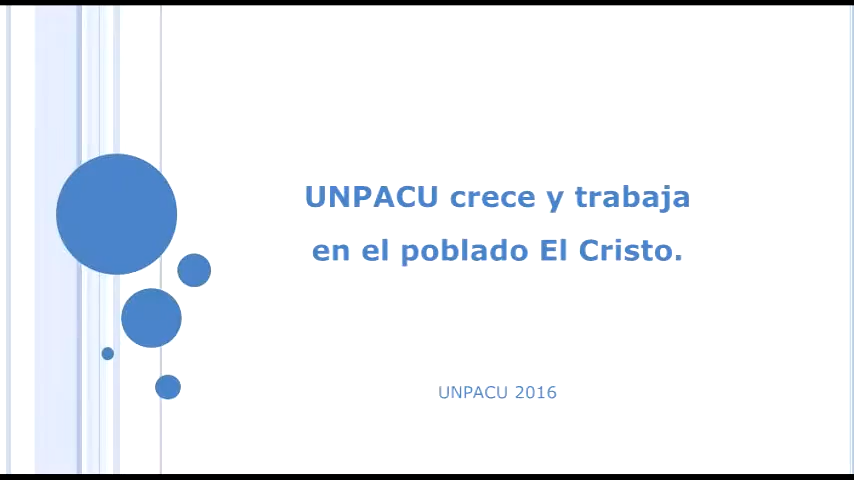 UNPACU crece y trabaja
en el poblado El Cristo.
UNPACU 2016